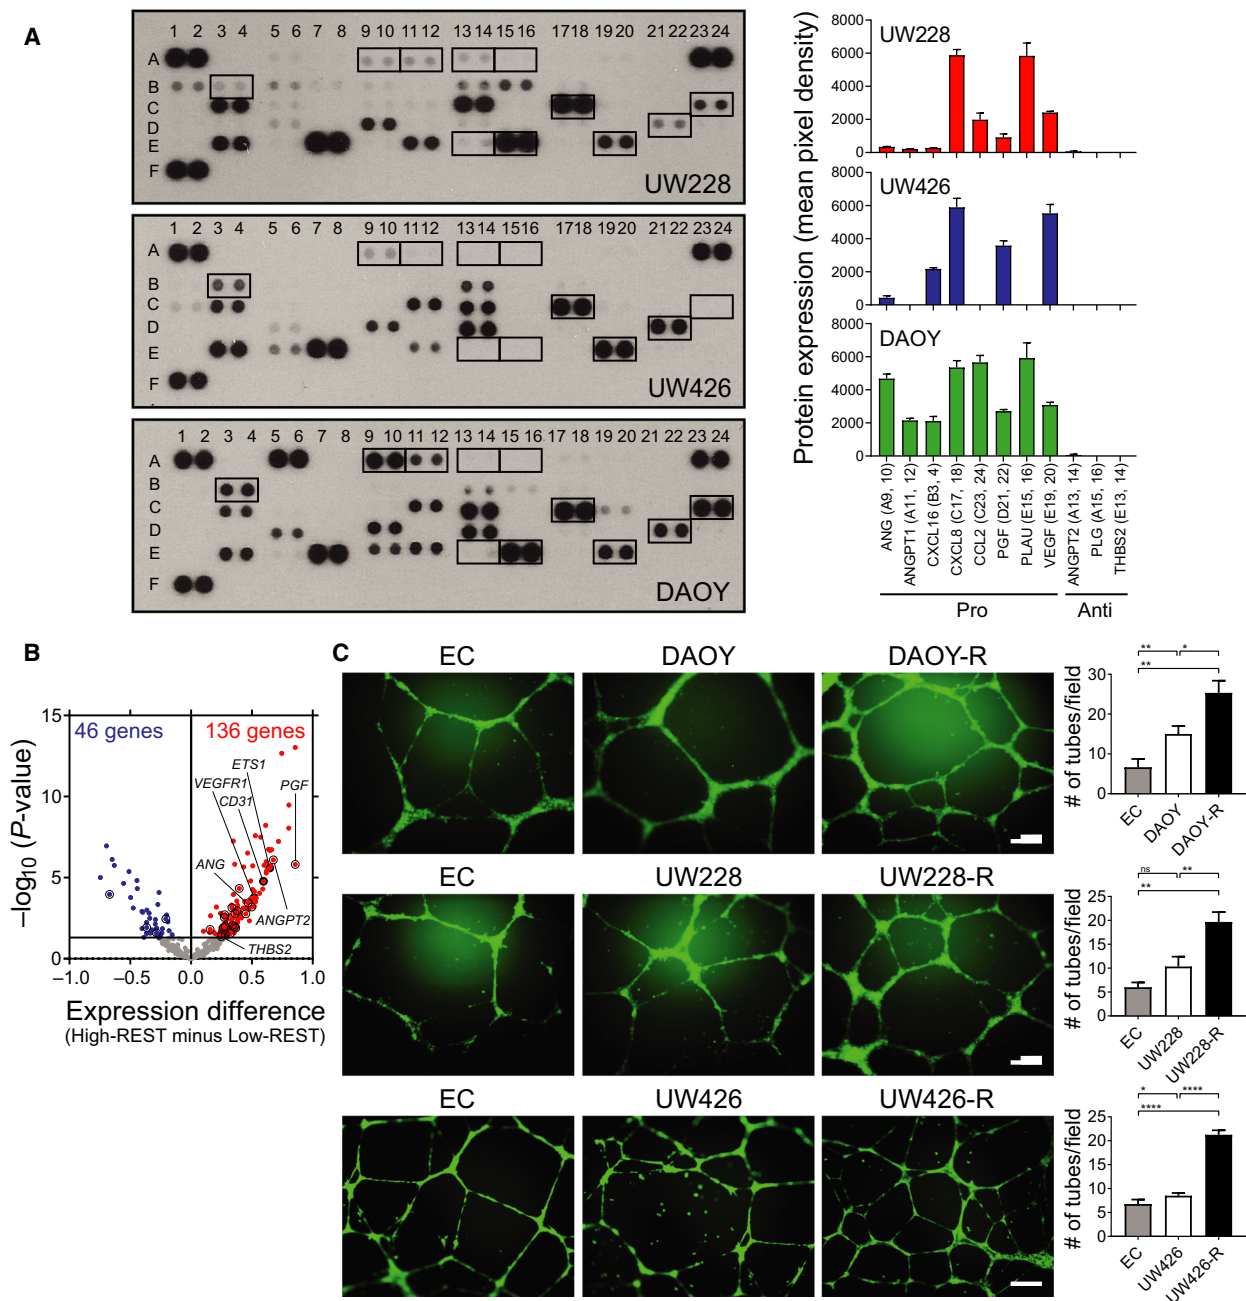 A
1 2 3 4 5 6 7 8 9 10 11 12 13 14 15 16 17 18 19 20 21 22 23 24
A
B
C
D
E
F
UW228
1 2 3 4 5 6 7 8 9 10 11 12 13 14 15 16 17 18 19 20 21 22 23 24
A
B
C
D
E
F
UW426
1 2 3 4 5 6 7 8 9 10 11 12 13 14 15 16 17 18 19 20 21 22 23 24
A
B
C
D
E
F
DAOY
Protein expression (mean pixel density)
8000
6000
4000
2000
0
UW228
8000
6000
4000
2000
0
UW426
8000
6000
4000
2000
0
DAOY
ANG (A9, 10)
ANGPT1 (A11, 12)
CXCL16 (B3, 4)
CXCL8 (C17, 18)
CCL2 (C23, 24)
PGF (D21, 22)
PLAU (E15, 16)
VEGF (E19, 20)
ANGPT2 (A13, 14)
PLG (A15, 16)
THBS2 (E13, 14)
Pro Anti
B
–log10 (P-value)
15
10
5
0
46 genes 136 genes
ETS1
VEGFR1
CD31
PGF
ANG
ANGPT2
THBS2
–1.0 –0.5 0.0 0.5 1.0
Expression difference
(High-REST minus Low-REST)
C
EC DAOY DAOY-R
# of tubes/field
30
20
10
0
** *
**
EC DAOY DAOY-R
EC UW228 UW228-R
# of tubes/field
25
20
15
10
5
0
ns **
**
EC UW228 UW228-R
EC UW426 UW426-R
# of tubes/field
25
20
15
10
5
0
* ****
****
EC UW426 UW426-R